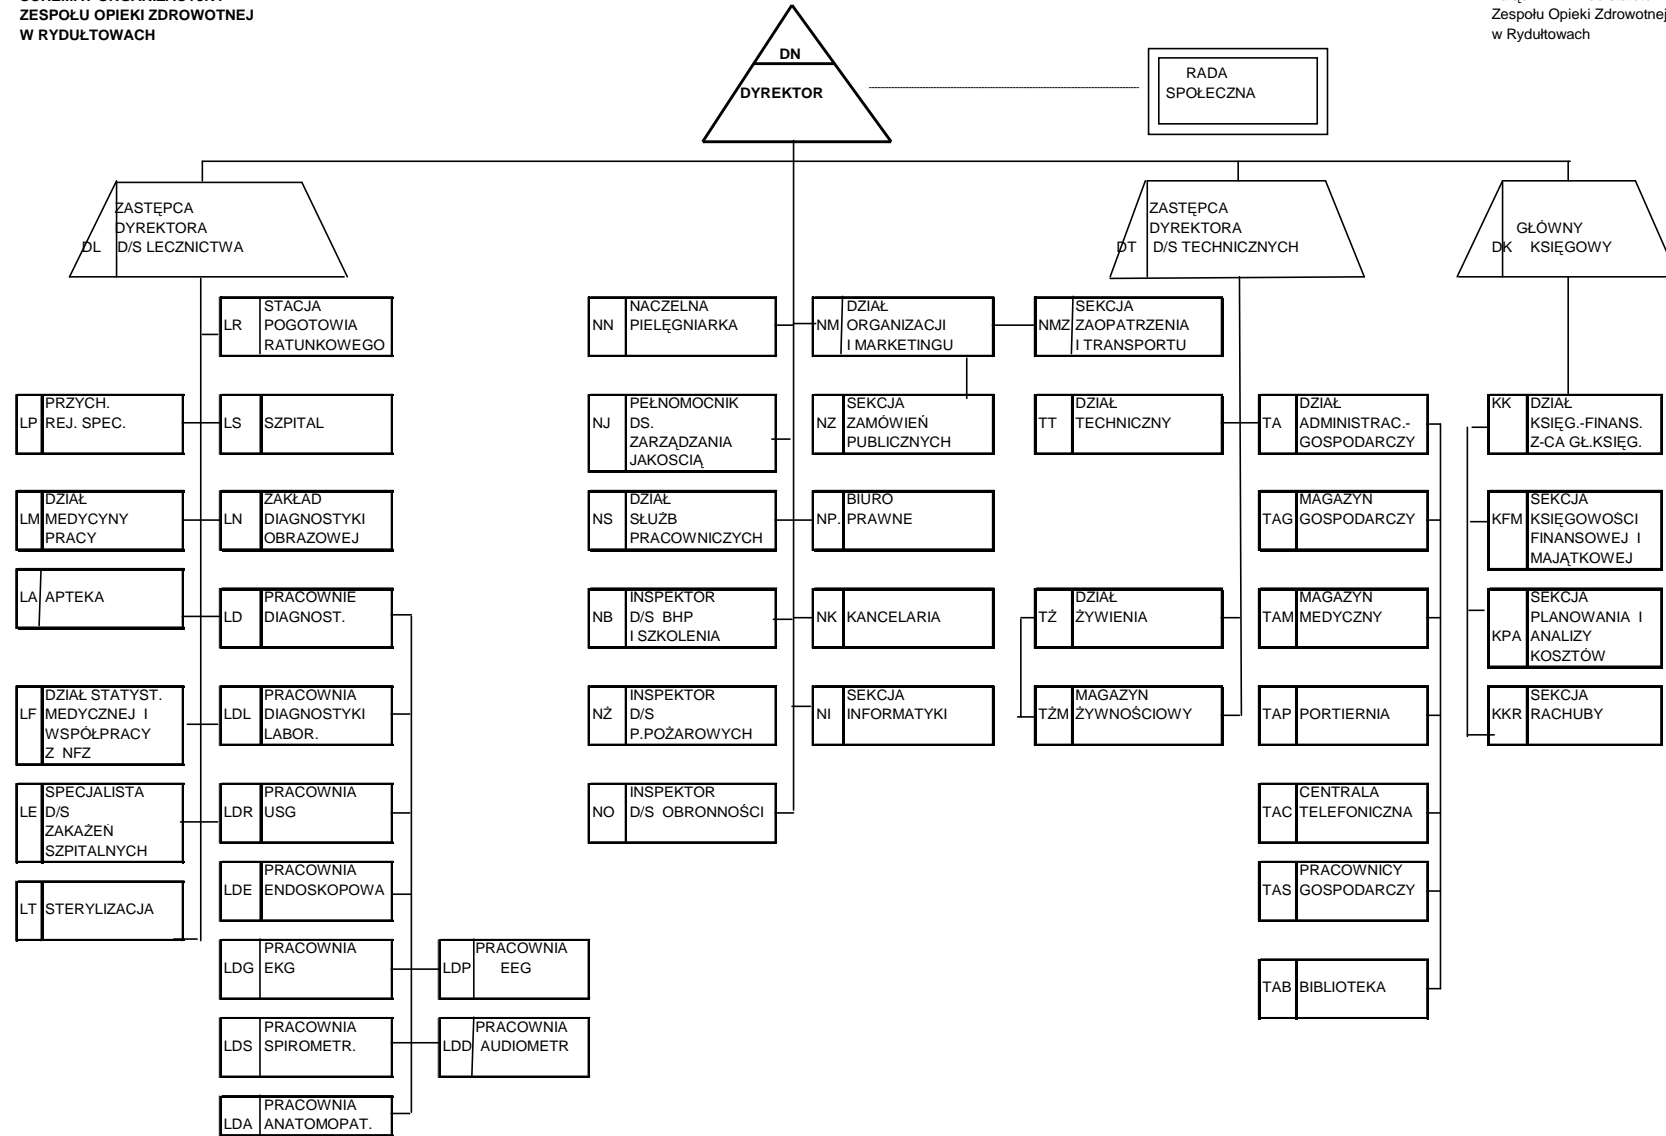 ZESPOŁU OPIEKI ZDROWOTNEJ
W RYDUŁTOWACH
Zespołu Opieki Zdrowotnej
w Rydułtowach
DN
DYREKTOR
RADA
SPOŁECZNA
ZASTĘPCA
DYREKTORA
DL D/S LECZNICTWA
ZASTĘPCA
DYREKTORA
DT D/S TECHNICZNYCH
GŁÓWNY
DK KSIĘGOWY
STACJA
LR POGOTOWIA
RATUNKOWEGO
PRZYCH.
LP REJ. SPEC.
LS SZPITAL
DZIAŁ
LM MEDYCYNY
PRACY
ZAKŁAD
LN DIAGNOSTYKI
OBRAZOWEJ
LA APTEKA
PRACOWNIE
LD DIAGNOST.
DZIAŁ STATYST.
LF MEDYCZNEJ I
WSPÓŁPRACY
Z NFZ
PRACOWNIA
LDL DIAGNOSTYKI
LABOR.
SPECJALISTA
LE D/S
ZAKAŻEŃ
SZPITALNYCH
PRACOWNIA
LDR USG
LT STERYLIZACJA
PRACOWNIA
LDE ENDOSKOPOWA
PRACOWNIA
LDG EKG
PRACOWNIA
LDP EEG
PRACOWNIA
LDS SPIROMETR.
PRACOWNIA
LDD AUDIOMETR
PRACOWNIA
LDA ANATOMOPAT.
NACZELNA
NN PIELĘGNIARKA
DZIAŁ
NM ORGANIZACJI
I MARKETINGU
SEKCJA
NMZ ZAOPATRZENIA
I TRANSPORTU
PEŁNOMOCNIK
NJ DS.
ZARZĄDZANIA
JAKOSCIĄ
SEKCJA
NZ ZAMÓWIEŃ
PUBLICZNYCH
DZIAŁ
NS SŁUŻB
PRACOWNICZYCH
BIURO
NP. PRAWNE
INSPEKTOR
NB D/S BHP
I SZKOLENIA
NK KANCELARIA
INSPEKTOR
NŻ D/S
P.POŻAROWYCH
SEKCJA
NI INFORMATYKI
INSPEKTOR
NO D/S OBRONNOŚCI
DZIAŁ
TT TECHNICZNY
DZIAŁ
TA ADMINISTRAC.-
GOSPODARCZY
MAGAZYN
TAG GOSPODARCZY
DZIAŁ
TŻ ŻYWIENIA
MAGAZYN
TAM MEDYCZNY
MAGAZYN
TŻM ŻYWNOŚCIOWY
TAP PORTIERNIA
CENTRALA
TAC TELEFONICZNA
PRACOWNICY
TAS GOSPODARCZY
TAB BIBLIOTEKA
KK DZIAŁ
KSIĘG.-FINANS.
Z-CA GŁ.KSIĘG.
SEKCJA
KFM KSIĘGOWOŚCI
FINANSOWEJ I
MAJĄTKOWEJ
SEKCJA
PLANOWANIA I
KPA ANALIZY
KOSZTÓW
SEKCJA
KKR RACHUBY